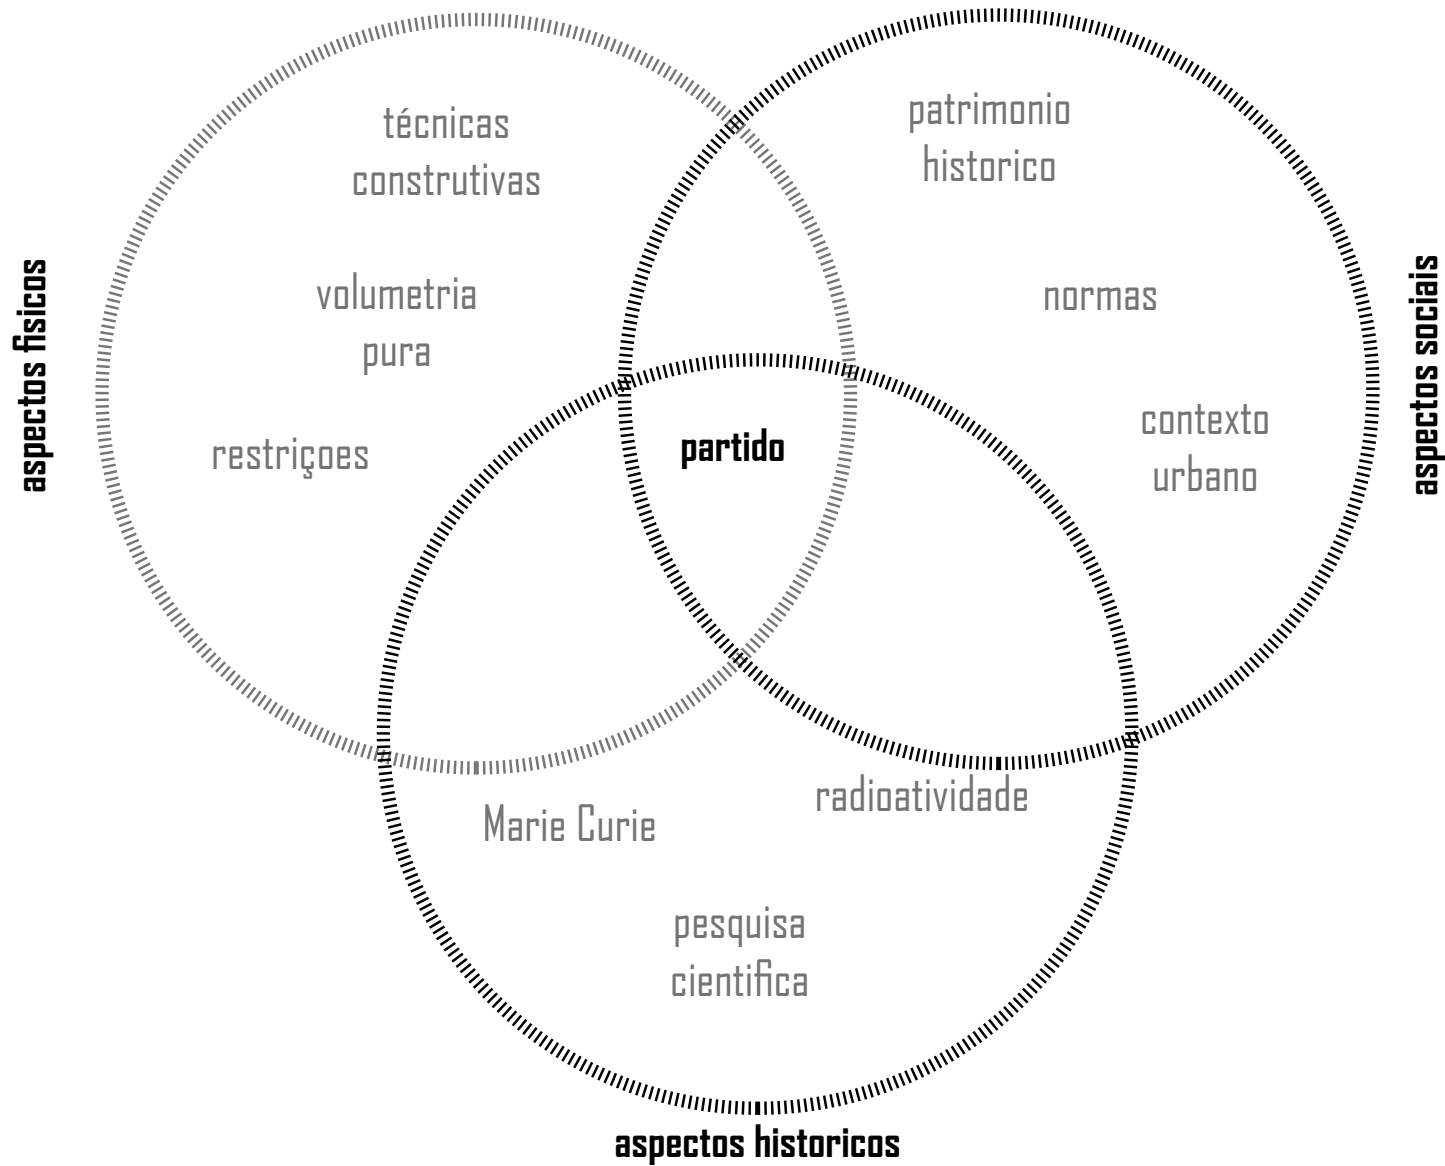 técnicas
construtivas
volumetria
pura
restriçoes
aspectos fisicos
patrimonio
historico
normas
contexto
urbano
aspectos sociais
partido
Marie Curie
radioatividade
pesquisa
cientifica
aspectos historicos